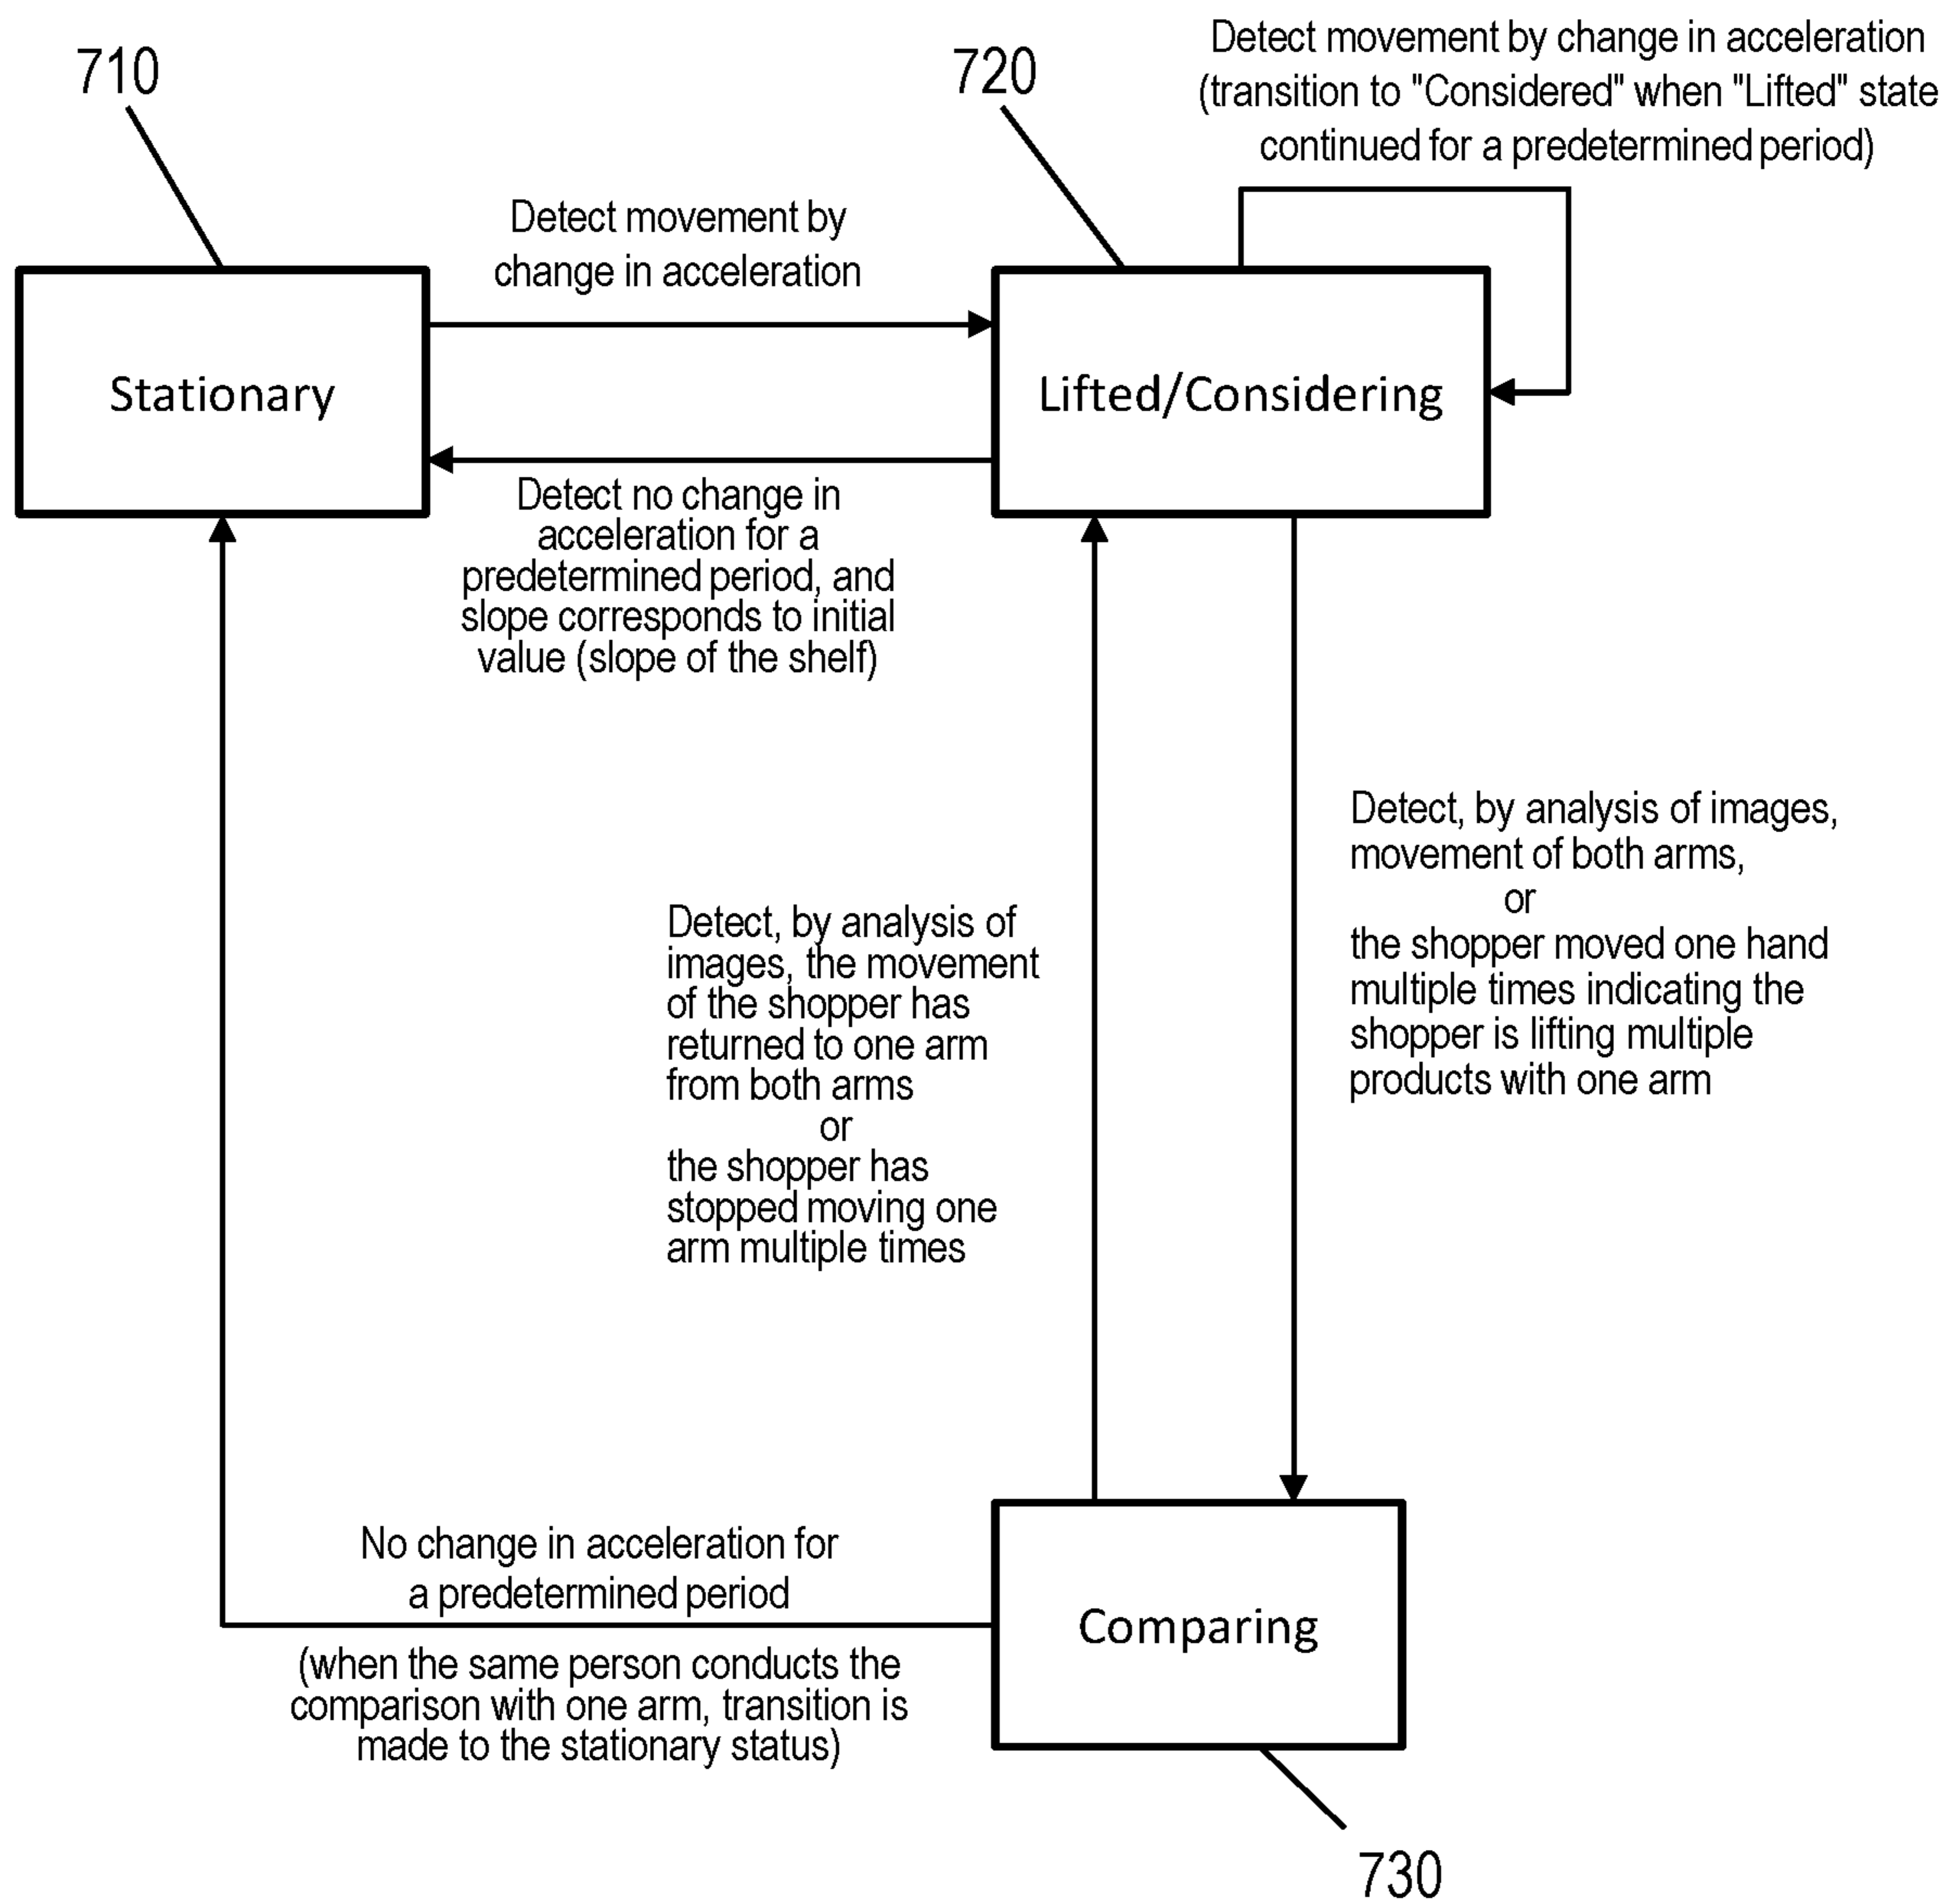 710
720
Detect movement by change in acceleration
(transition to "Considered" when "Lifted" state
continued for a predetermined period)
Detect movement by
change in acceleration
Stationary
Lifted/Considering
Detect no change in
acceleration for a
predetermined period, and
slope corresponds to initial
value (slope of the shelf)
Detect, by analysis of images,
movement of both arms,
or
the shopper moved one hand
multiple times indicating the
shopper is lifting multiple
products with one arm
Detect, by analysis of
images, the movement
of the shopper has
returned to one arm
from both arms
or
the shopper has
stopped moving one
arm multiple times
No change in acceleration for
a predetermined period
(when the same person conducts the
comparison with one arm, transition is
made to the stationary status)
Comparing
730